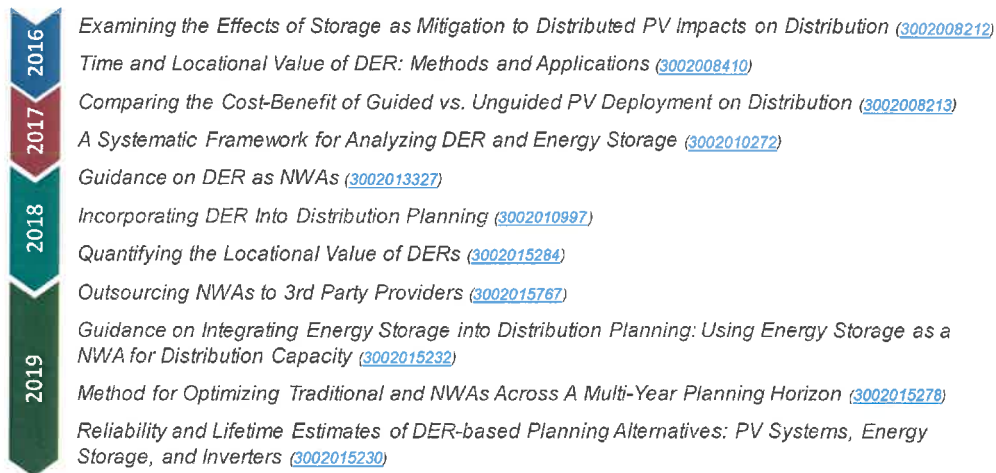 2016
Examining the Effects of Storage as Mitigation to Distributed PV Impacts on Distribution (3002008212)
Time and Locational Value of DER: Methods and Applications (3002008410)
2017
Comparing the Cost-Benefit of Guided vs. Unguided PV Deployment on Distribution (3002008213)
A Systematic Framework for Analyzing DER and Energy Storage (3002010272)
2018
Guidance on DER as NWAs (3002013327)
Incorporating DER Into Distribution Planning (3002010997)
Quantifying the Locational Value of DERs (3002015284)
2019
Outsourcing NWAs to 3rd Party Providers (3002015767)
Guidance on Integrating Energy Storage into Distribution Planning: Using Energy Storage as a
NWA for Distribution Capacity (3002015232)
Method for Optimizing Traditional and NWAs Across A Multi-Year Planning Horizon (3002015278)
Reliability and Lifetime Estimates of DER-based Planning Alternatives: PV Systems, Energy
Storage, and Inverters (3002015230)